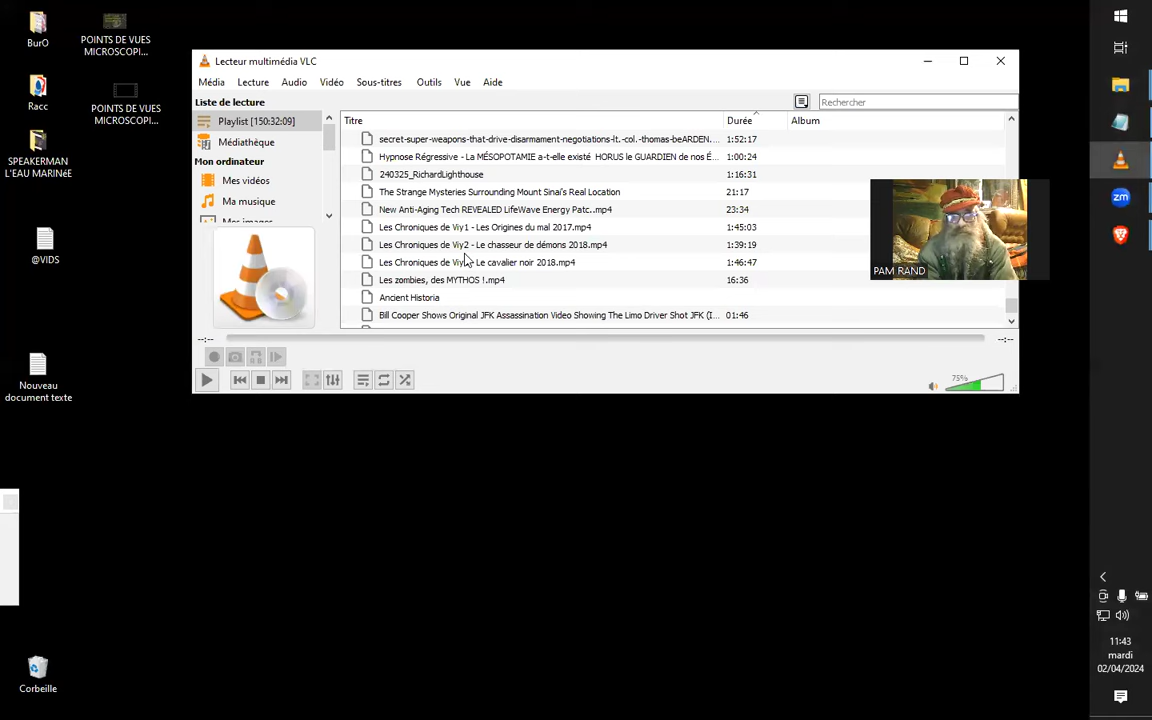 BurO
POINTS DE VUES
MICROSCOPI...
Racc
POINTS DE VUES
MICROSCOPI...
SPEAKERMAN
L'EAU MARINéE
@VIDS
Nouveau
document texte
Corbeille
Lecteur multimédia VLC
Média Lecture Audio Vidéo Sous-titres Outils Vue Aide
Liste de lecture
Playlist [150:32:09]
Médiathèque
Mon ordinateur
Mes vidéos
Ma musique
Mes images
Rechercher
Titre Durée Album
secret-super-weapons-that-drive-disarmament-negotiations-lt.-col.-thomas-beARDEN.... 1:52:17
Hypnose Régressive - La MÉSOPOTAMIE a-t-elle existé HORUS le GUARDIEN de nos É... 1:00:24
240325_RichardLighthouse 1:16:31
The Strange Mysteries Surrounding Mount Sinai's Real Location 21:17
New Anti-Aging Tech REVEALED LifeWave Energy Patc..mp4 23:34
Les Chroniques de Viy1 - Les Origines du mal 2017.mp4 1:45:03
Les Chroniques de Viy2 - Le chasseur de démons 2018.mp4 1:39:19
Les Chroniques de Viy - Le cavalier noir 2018.mp4 1:46:47
Les zombies, des MYTHOS !.mp4 16:36
Ancient Historia
Bill Cooper Shows Original JFK Assassination Video Showing The Limo Driver Shot JFK (I... 01:46
--:-- --:--
75%
PAM RAND
zm
11:43
mardi
02/04/2024